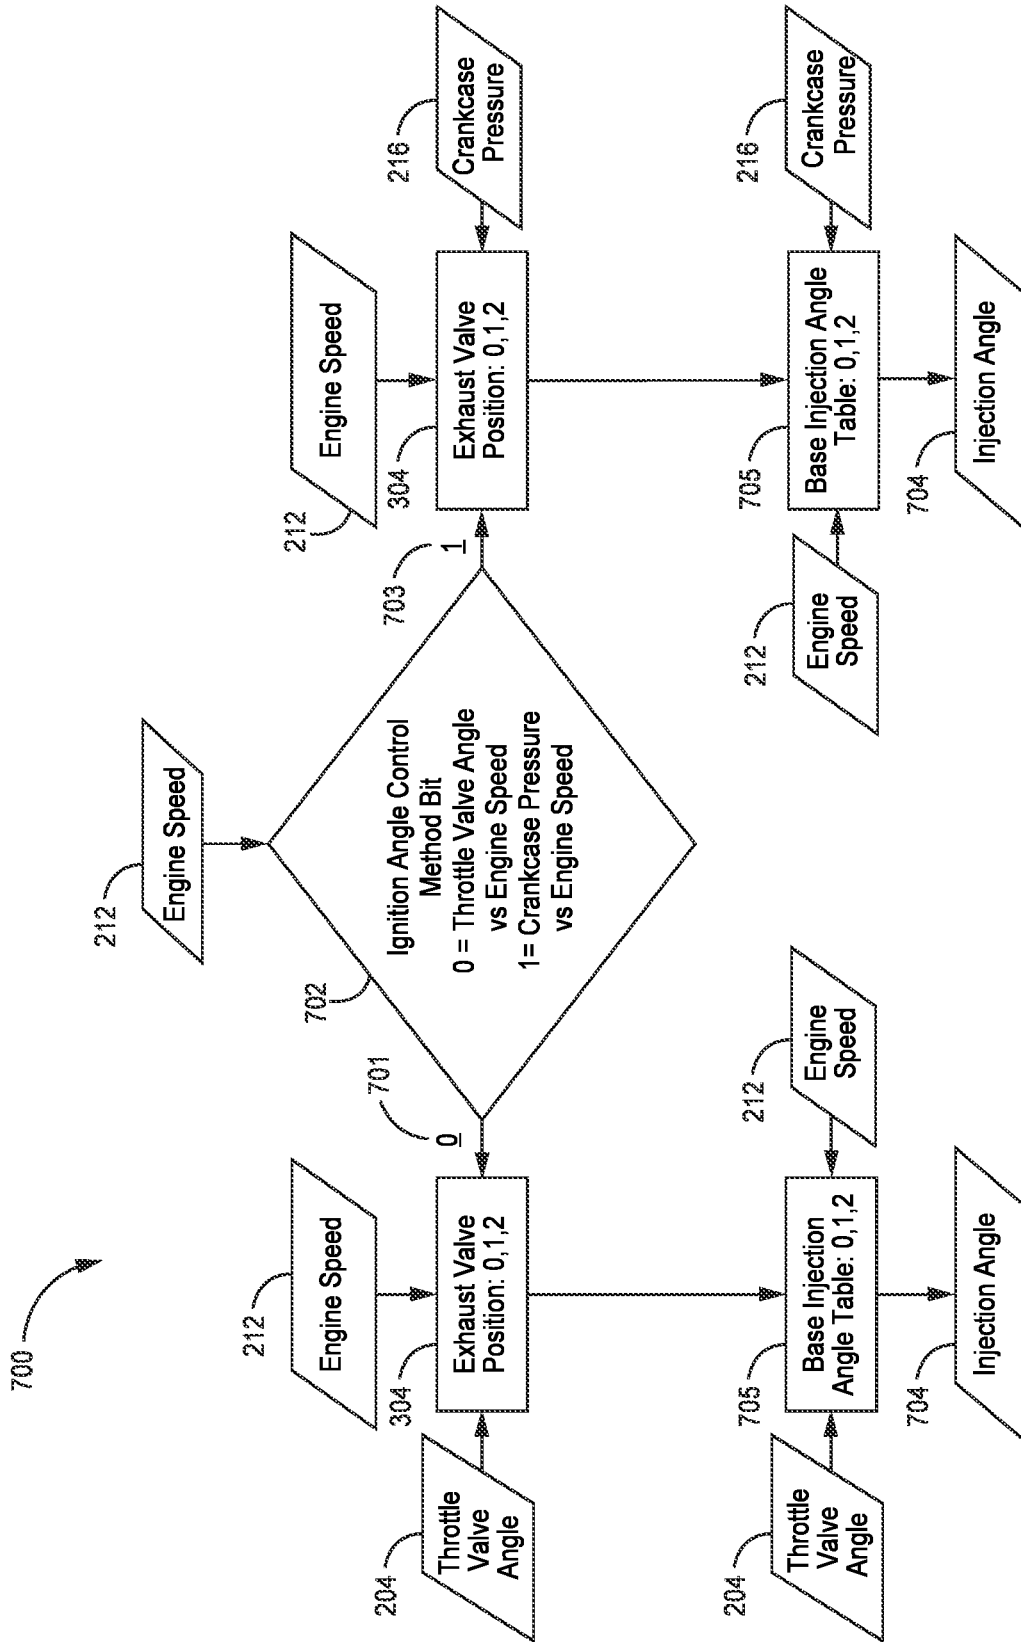 700
212
Engine Speed
702
Ignition Angle Control
Method Bit
0 = Throttle Valve Angle
vs Engine Speed
1= Crankcase Pressure
vs Engine Speed
701
0
703
1
212
Engine Speed
204
Throttle
Valve
Angle
304
Exhaust Valve
Position: 0,1,2
204
Throttle
Valve
Angle
705
Base Injection
Angle Table: 0,1,2
212
Engine
Speed
704
Injection Angle
212
Engine Speed
304
Exhaust Valve
Position: 0,1,2
216
Crankcase
Pressure
212
Engine
Speed
705
Base Injection Angle
Table: 0,1,2
216
Crankcase
Pressure
704
Injection Angle